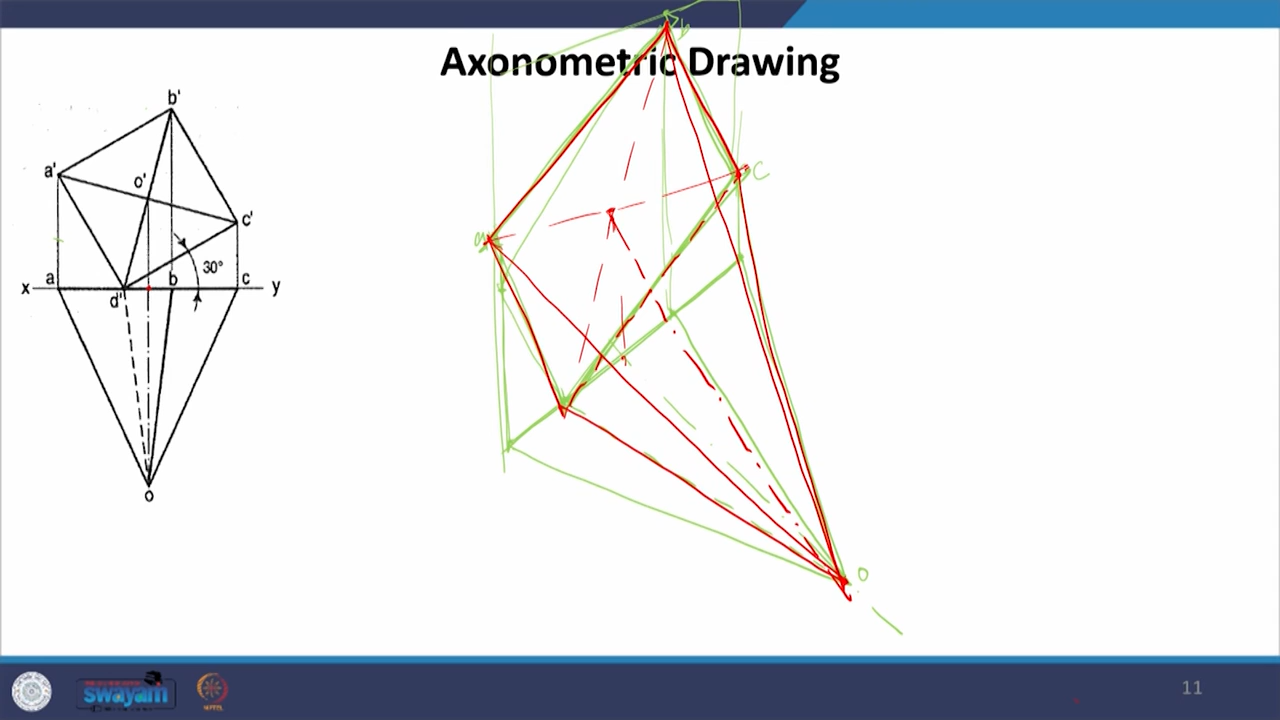 Axonometric Drawing
b'
a'
o'
c'
30°
x
a
d'
b
c
y
o
b
c
a
o
swayam
11